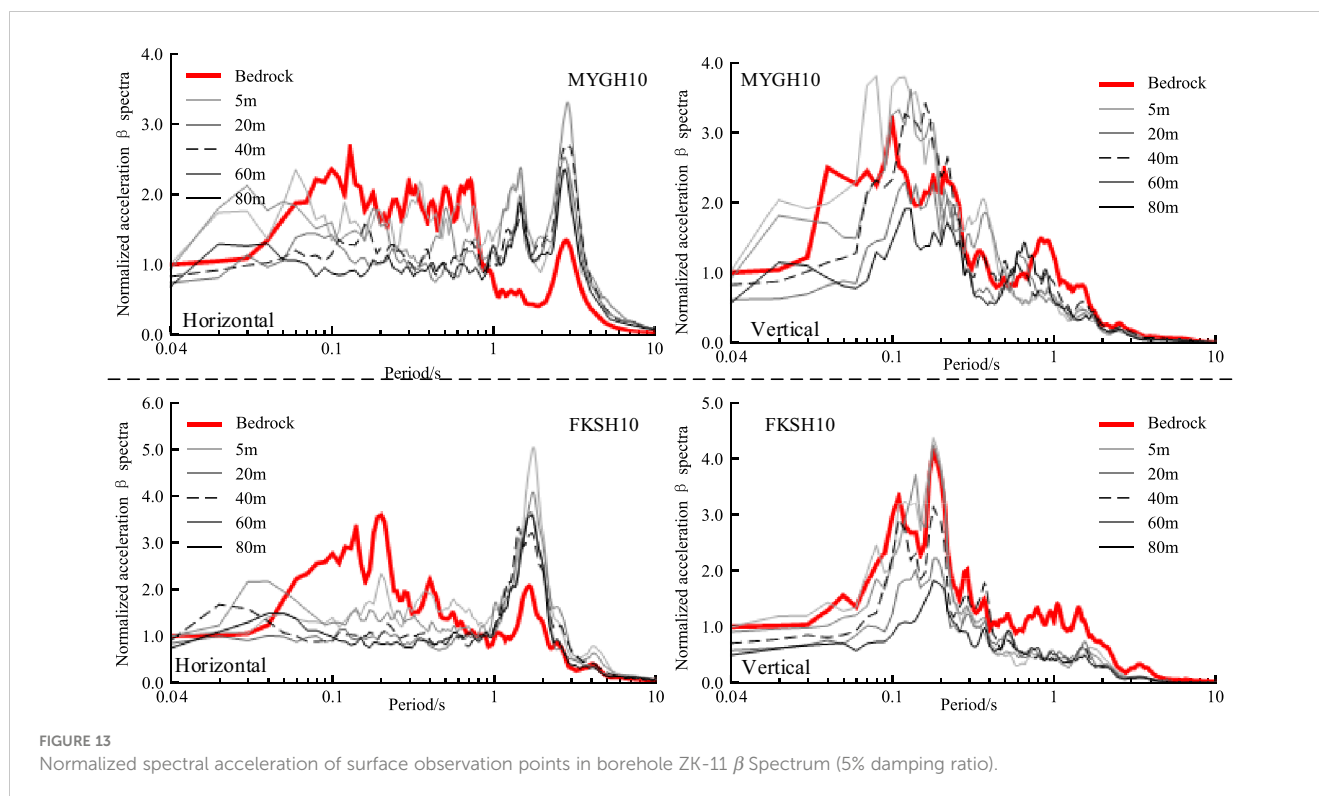 4.0
3.0
2.0
1.0
0.0
Normalized acceleration β spectra
Bedrock
5m
20m
40m
60m
80m
MYGH10
Horizontal
0.04
0.1
1
10
Period/s
4.0
3.0
2.0
1.0
0.0
Normalized acceleration β spectra
MYGH10
Bedrock
5m
20m
40m
60m
80m
Vertical
0.04
0.1
1
10
Period/s
6.0
5.0
4.0
3.0
2.0
1.0
0.0
Normalized acceleration β spectra
Bedrock
5m
20m
40m
60m
80m
FKSH10
Horizontal
0.04
0.1
1
10
Period/s
5.0
4.0
3.0
2.0
1.0
0.0
Normalized acceleration β spectra
FKSH10
Bedrock
5m
20m
40m
60m
80m
Vertical
0.04
0.1
1
10
Period/s
FIGURE 13
Normalized spectral acceleration of surface observation points in borehole ZK-11 β Spectrum (5% damping ratio).